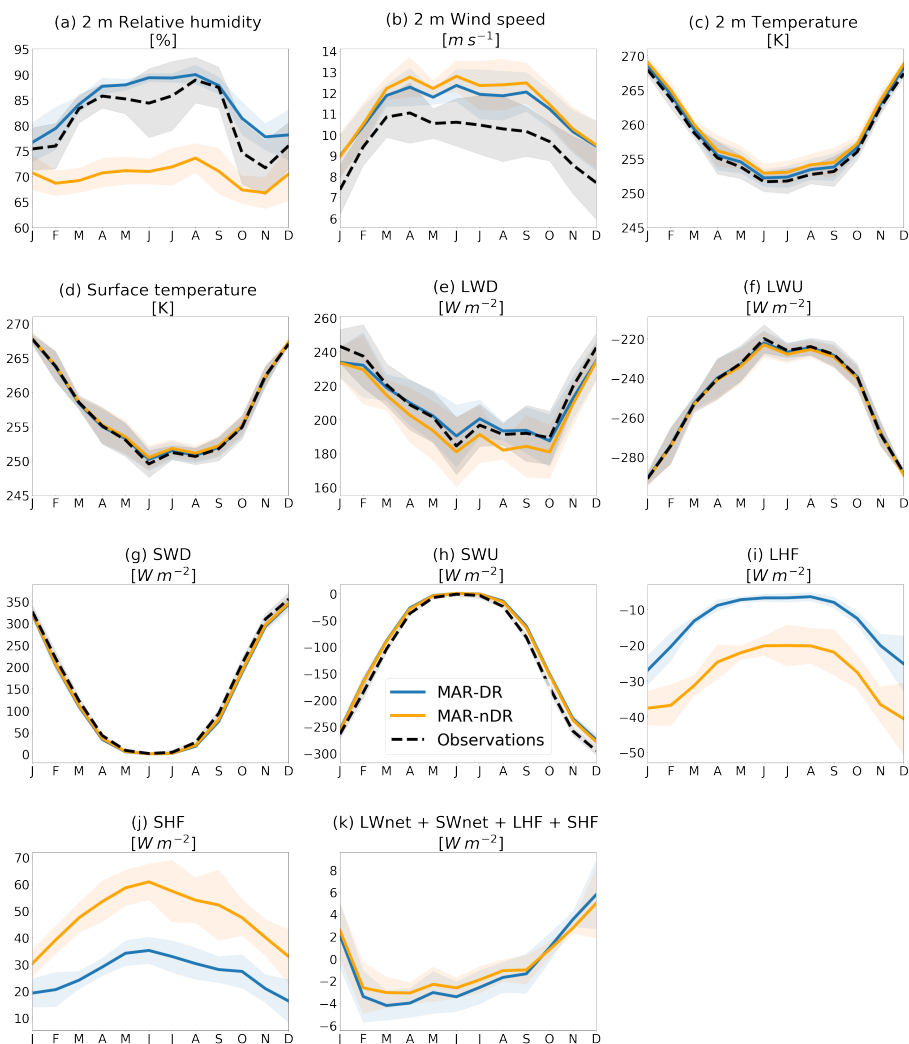 (a) 2 m Relative humidity
[%]
95
90
85
80
75
70
65
60
J F M A M J J A S O N D
(b) 2 m Wind speed
[m s⁻¹]
14
13
12
11
10
9
8
7
6
J F M A M J J A S O N D
(c) 2 m Temperature
[K]
270
265
260
255
250
245
J F M A M J J A S O N D
(d) Surface temperature
[K]
270
265
260
255
250
245
J F M A M J J A S O N D
(e) LWD
[W m⁻²]
260
240
220
200
180
160
J F M A M J J A S O N D
(f) LWU
[W m⁻²]
−220
−240
−260
−280
J F M A M J J A S O N D
(g) SWD
[W m⁻²]
350
300
250
200
150
100
50
0
J F M A M J J A S O N D
(h) SWU
[W m⁻²]
0
−50
−100
−150
−200
−250
−300
MAR-DR
MAR-nDR
Observations
J F M A M J J A S O N D
(i) LHF
[W m⁻²]
−10
−20
−30
−40
−50
J F M A M J J A S O N D
(j) SHF
[W m⁻²]
70
60
50
40
30
20
10
J F M A M J J A S O N D
(k) LWnet + SWnet + LHF + SHF
[W m⁻²]
8
6
4
2
0
−2
−4
−6
J F M A M J J A S O N D